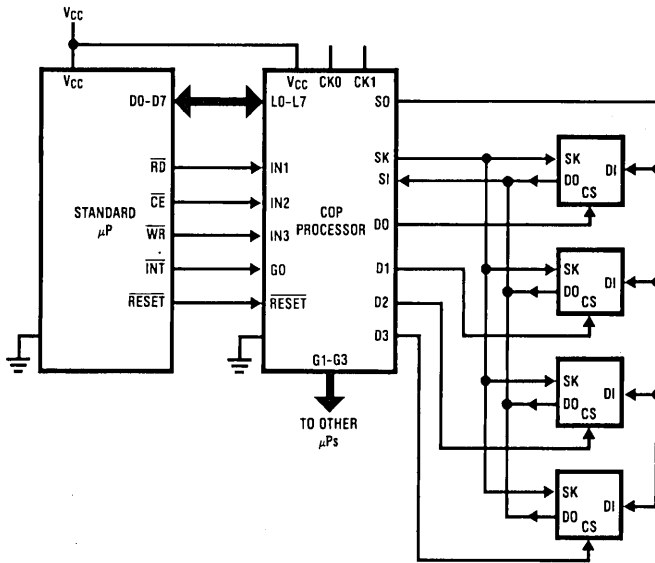 VCC
VCC
D0-D7
RD
CE
WR
INT
RESET
STANDARD
μP
VCC
CK0
CK1
L0-L7
IN1
IN2
IN3
G0
RESET
COP
PROCESSOR
SO
SK
SI
D0
D1
D2
D3
G1-G3
TO OTHER
μPs
SK
DI
DO
CS
SK
DI
DO
CS
SK
DI
DO
CS
SK
DI
DO
CS